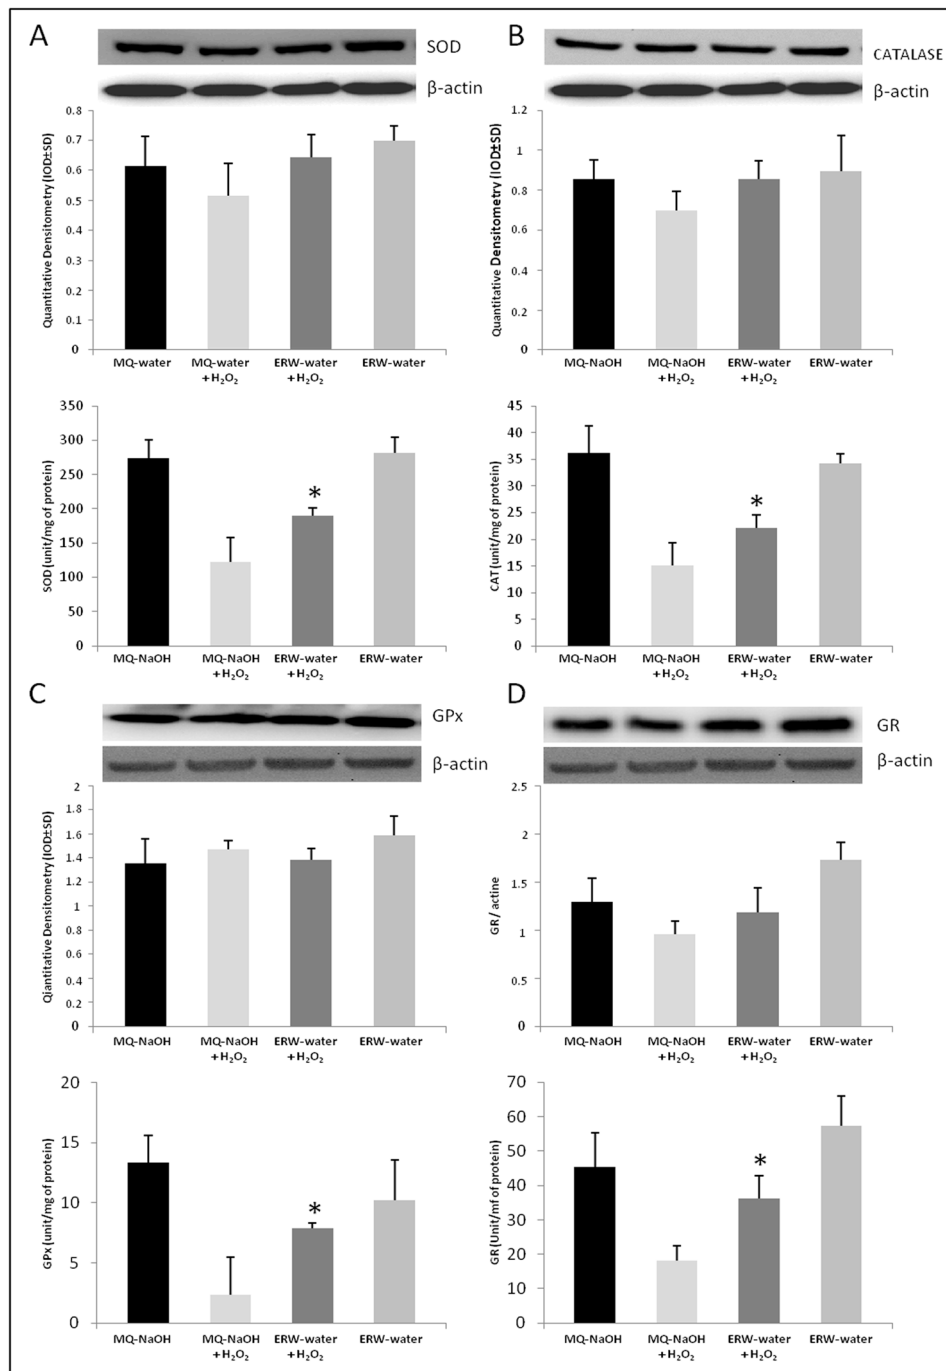 A
SOD
β-actin
Quantitative Densitometry (IOD±SD)
0.8
0.7
0.6
0.5
0.4
0.3
0.2
0.1
0
MQ-water
MQ-water
+H₂O₂
ERW-water
+H₂O₂
ERW-water
SOD (unit/mg of protein)
350
300
250
200
150
100
50
0
*
MQ-NaOH
MQ-NaOH
+H₂O₂
ERW-water
+H₂O₂
ERW-water
B
CATALASE
β-actin
Quantitative Densitometry (IOD±SD)
1.2
1
0.8
0.6
0.4
0.2
0
MQ-NaOH
MQ-NaOH
+H₂O₂
ERW-water
+H₂O₂
ERW-water
CAT (unit/mg of protein)
45
40
35
30
25
20
15
10
5
0
*
MQ-NaOH
MQ-NaOH
+H₂O₂
ERW-water
+H₂O₂
ERW-water
C
GPx
β-actin
Qiantitative Densitometry (IOD±SD)
2
1.8
1.6
1.4
1.2
1
0.8
0.6
0.4
0.2
0
MQ-NaOH
MQ-NaOH
+H₂O₂
ERW-water
+H₂O₂
ERW-water
GPx (unit/mg of protein)
20
15
10
5
0
*
MQ-NaOH
MQ-NaOH
+H₂O₂
ERW-water
+H₂O₂
ERW-water
D
GR
β-actin
GR/ actine
2.5
2
1.5
1
0.5
0
MQ-NaOH
MQ-NaOH
+H₂O₂
ERW-water
+H₂O₂
ERW-water
GR (Unit/mf of protein)
70
60
50
40
30
20
10
0
*
MQ-NaOH
MQ-NaOH
+H₂O₂
ERW-water
+H₂O₂
ERW-water